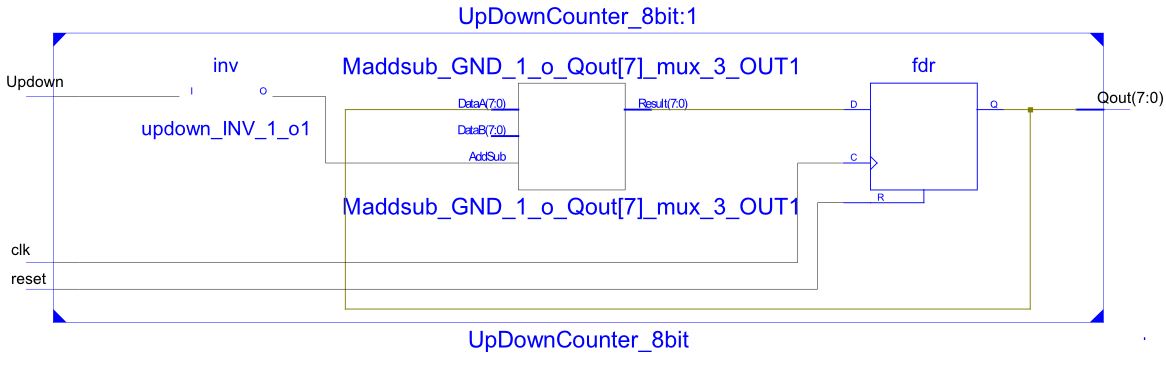 UpDownCounter_8bit:1
inv
Maddsub_GND_1_o_Qout[7]_mux_3_OUT1
fdr
Updown
I
O
DataA(7:0)
Result(7:0)
D
Q
Qout(7:0)
updown_INV_1_o1
DataB(7:0)
AddSub
C
Maddsub_GND_1_o_Qout[7]_mux_3_OUT1
R
clk
reset
UpDownCounter_8bit